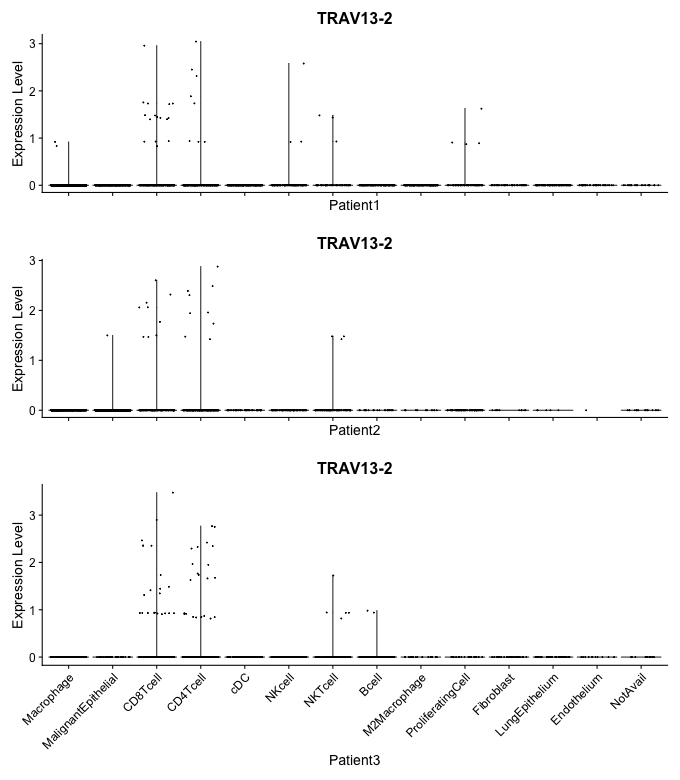 TRAV13-2
Expression Level
3
2
1
0
Patient1
TRAV13-2
Expression Level
3
2
1
0
Patient2
TRAV13-2
Expression Level
3
2
1
0
Macrophage
MalignantEpithelial
CD8Tcell
CD4Tcell
cDC
NKcell
NKTcell
Bcell
M2Macrophage
ProliferatingCell
Fibroblast
LungEpithelium
Endothelium
NotAvail
Patient3